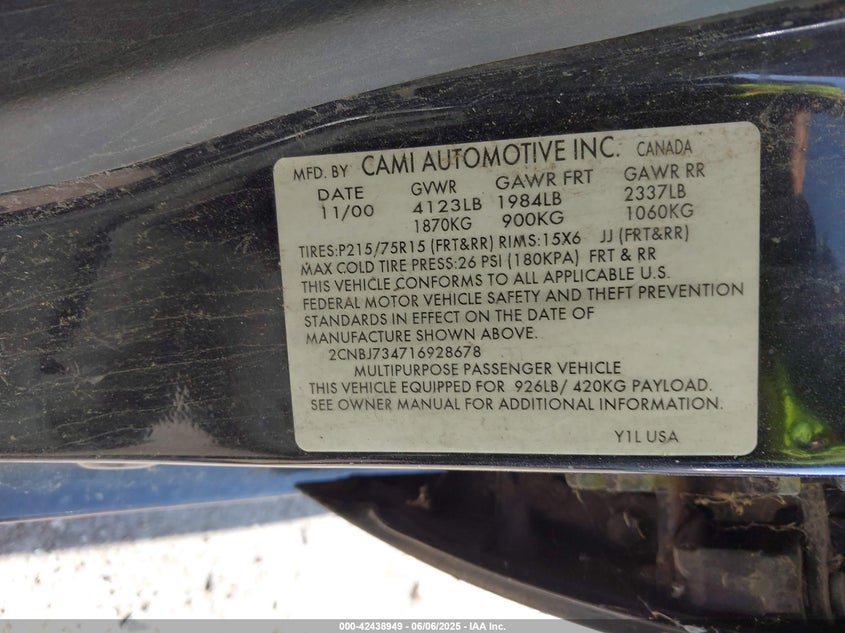 MFD. BY CAMI AUTOMOTIVE INC. CANADA
DATE GVWR GAWR FRT GAWR RR
11/00 4123LB 1984LB 2337LB
1870KG 900KG 1060KG
TIRES:P215/75R15 (FRT&RR) RIMS:15X6 JJ (FRT&RR)
MAX COLD TIRE PRESS:26 PSI (180KPA) FRT & RR
THIS VEHICLE CONFORMS TO ALL APPLICABLE U.S.
FEDERAL MOTOR VEHICLE SAFETY AND THEFT PREVENTION
STANDARDS IN EFFECT ON THE DATE OF
MANUFACTURE SHOWN ABOVE.
2CNBJ734716928678
MULTIPURPOSE PASSENGER VEHICLE
THIS VEHICLE EQUIPPED FOR 926LB/ 420KG PAYLOAD.
SEE OWNER MANUAL FOR ADDITIONAL INFORMATION.
Y1L USA
000-42438949 - 06/06/2025 - IAA Inc.